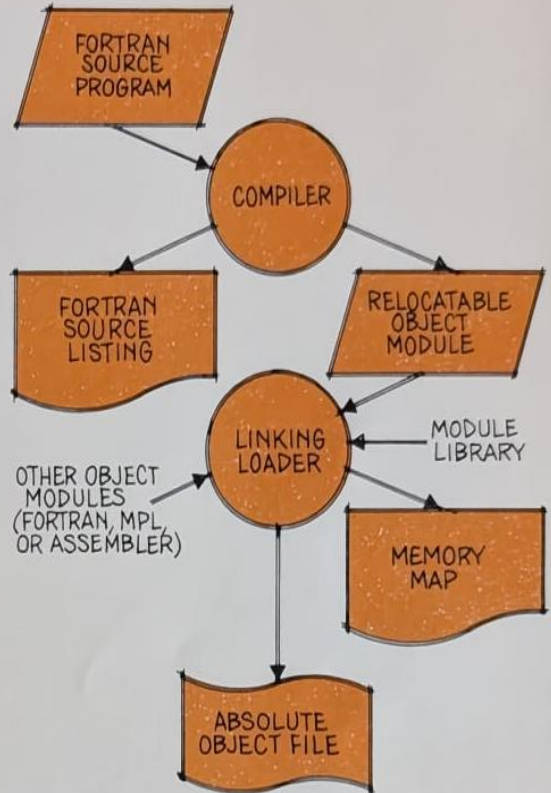 FORTRAN
SOURCE
PROGRAM
COMPILER
FORTRAN
SOURCE
LISTING
RELOCATABLE
OBJECT
MODULE
LINKING
LOADER
MODULE
LIBRARY
OTHER OBJECT
MODULES
(FORTRAN, MPL,
OR ASSEMBLER)
MEMORY
MAP
ABSOLUTE
OBJECT FILE